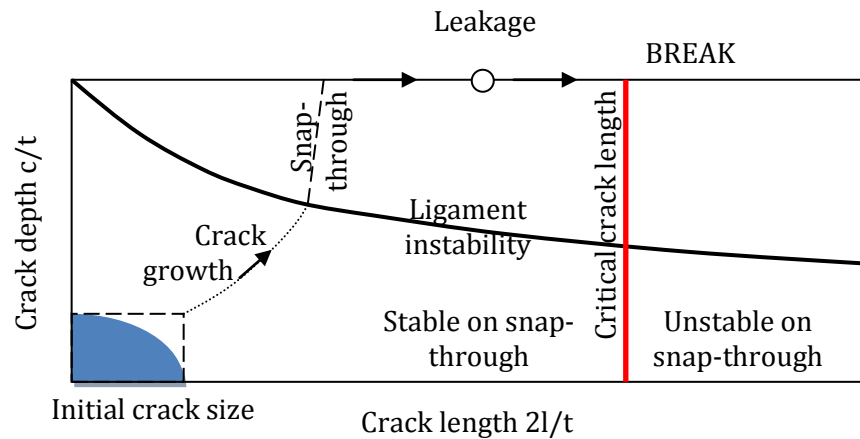 Leakage
BREAK
Crack depth c/t
Snap-
through
Critical crack length
Ligament
instability
Crack
growth
Stable on snap-
through
Unstable on
snap-through
Initial crack size
Crack length 2l/t